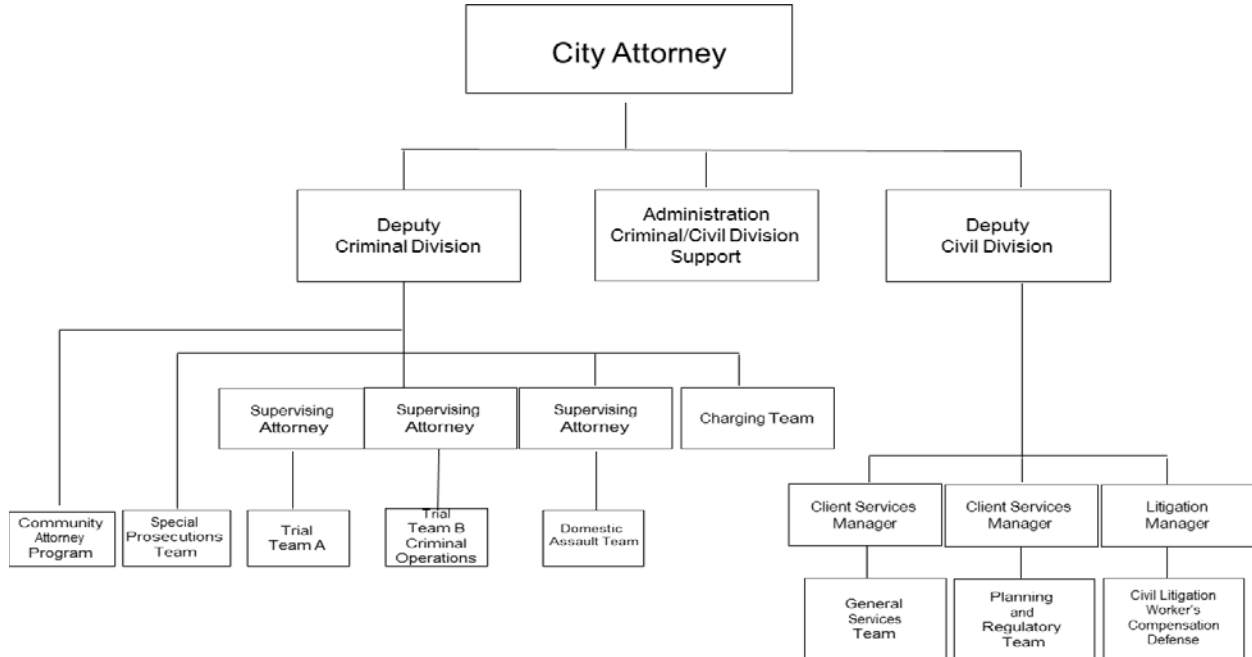 City Attorney
Deputy
Criminal Division
Administration
Criminal/Civil Division
Support
Deputy
Civil Division
Supervising
Attorney
Supervising
Attorney
Supervising
Attorney
Charging Team
Community
Attorney
Program
Special
Prosecutions
Team
Trial
Team A
Trial
Team B
Criminal
Operations
Domestic
Assault Team
Client Services
Manager
Client Services
Manager
Litigation
Manager
General
Services
Team
Planning
and
Regulatory
Team
Civil Litigation
Worker's
Compensation
Defense